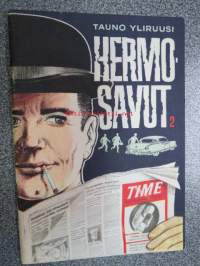 TAUNO YLIRUUSI
HERMO-
SAVUT 2
TIME